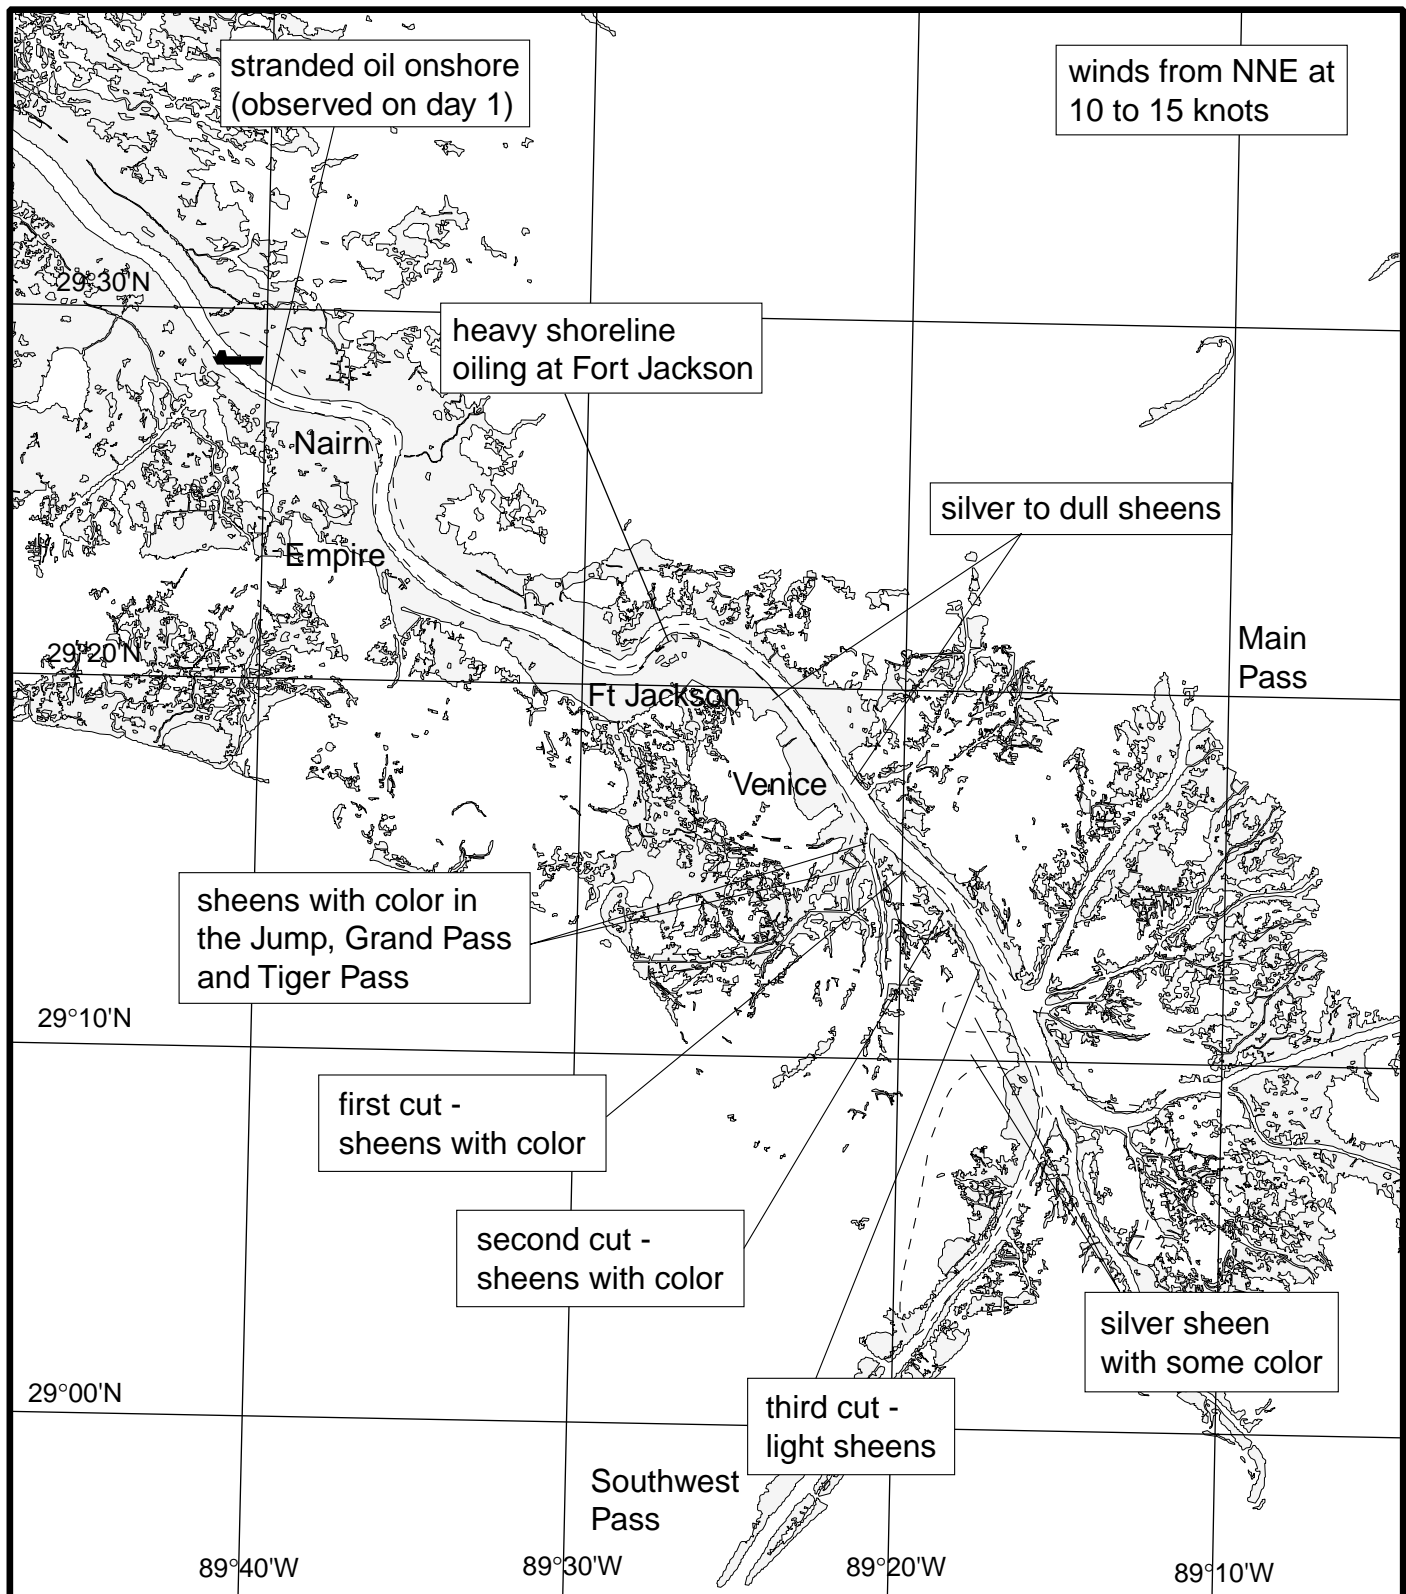 stranded oil onshore
(observed on day 1)
winds from NNE at
10 to 15 knots
29°30'N
heavy shoreline
oiling at Fort Jackson
Nairn
silver to dull sheens
Empire
Main
Pass
29°20'N
Ft Jackson
Venice
sheens with color in
the Jump, Grand Pass
and Tiger Pass
29°10'N
first cut -
sheens with color
second cut -
sheens with color
silver sheen
with some color
29°00'N
third cut -
light sheens
Southwest
Pass
89°40'W
89°30'W
89°20'W
89°10'W